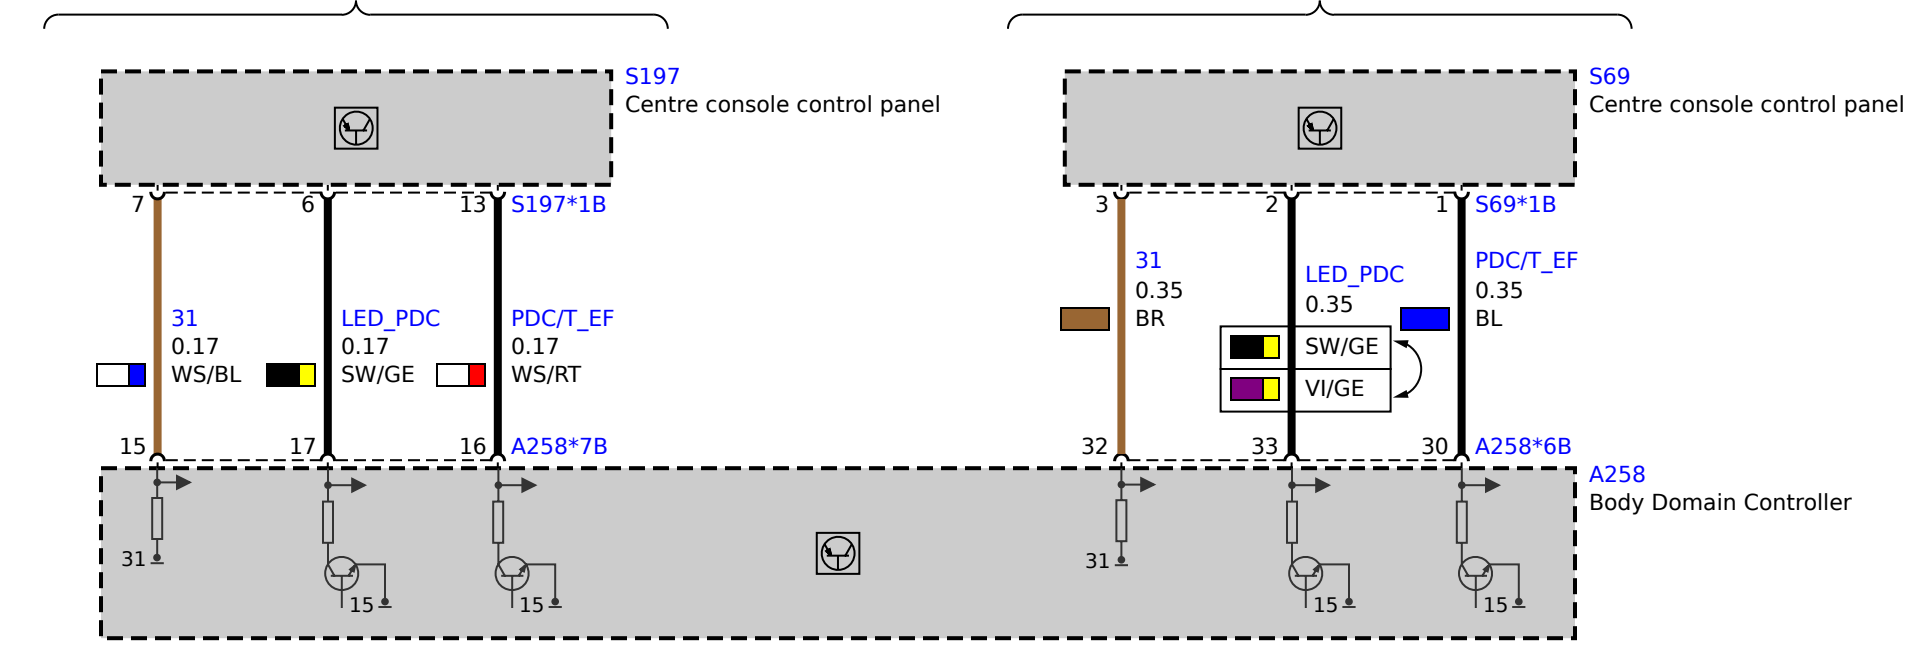 S197
Centre console control panel
S69
Centre console control panel
7
6
13
S197*1B
3
2
1
S69*1B
31
0.17
WS/BL
LED_PDC
0.17
SW/GE
PDC/T_EF
0.17
WS/RT
31
0.35
BR
LED_PDC
0.35
SW/GE
VI/GE
PDC/T_EF
0.35
BL
15
17
16
A258*7B
32
33
30
A258*6B
A258
Body Domain Controller
31
15
15
31
15
15